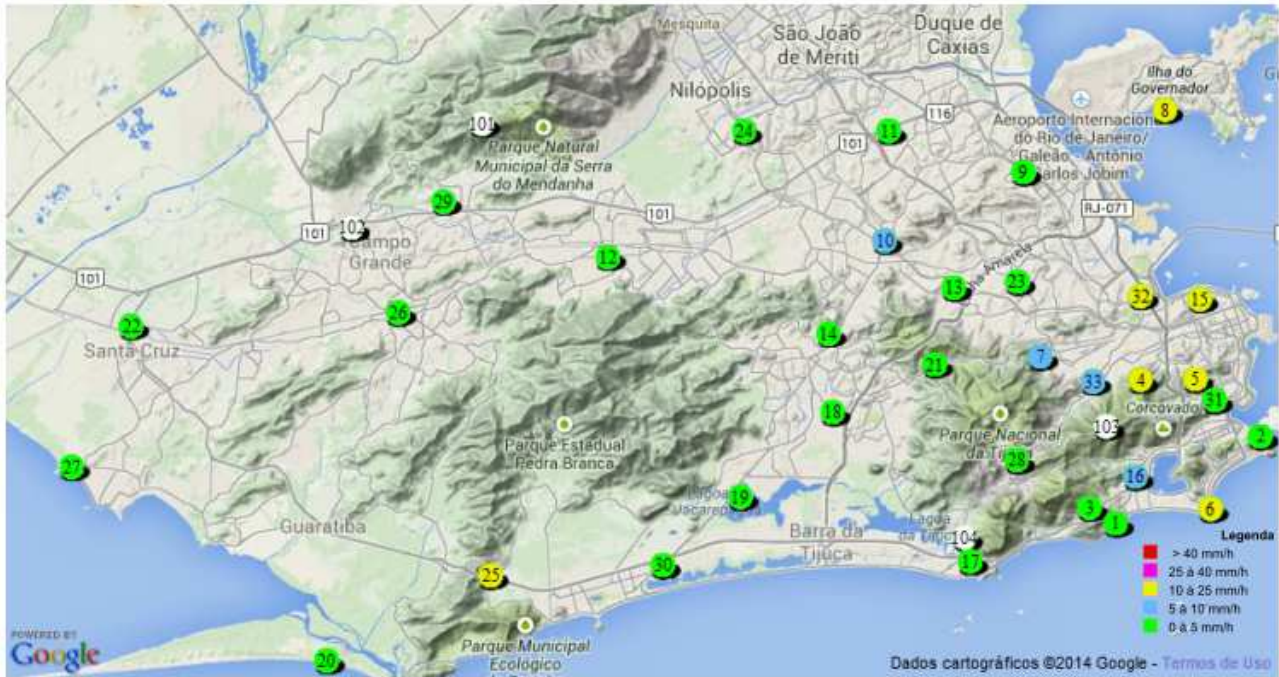 Mesquita
São João
de Meriti
Duque de
Caxias
Nilópolis
Ilha do
Governador
8
116
24
11
101
Aeroporto Internacion
do Rio de Janeiro/
Galeão - Antônio
arlos Jobim
9
101
Parque Natural
Municipal da Serra
do Mendanha
29
101
RJ-071
102
101
Campo
Grande
10
12
Amarela
101
13
23
32
15
26
22
Santa Cruz
14
7
21
33
4
5
31
18
Corcovado
103
2
Parque Nacional
da Tijuca
28
Parque Estadual
Pedra Branca
27
16
19
Lagoa
Jacarepaguá
3
1
6
Guaratiba
Barra da
Tijuca
Lagoa
da Tijuca
104
17
30
25
Legenda
> 40 mm/h
25 à 40 mm/h
10 à 25 mm/h
5 à 10 mm/h
0 à 5 mm/h
Parque Municipal
Ecológico
20
POWERED BY
Google
Dados cartográficos ©2014 Google - Termos de Uso